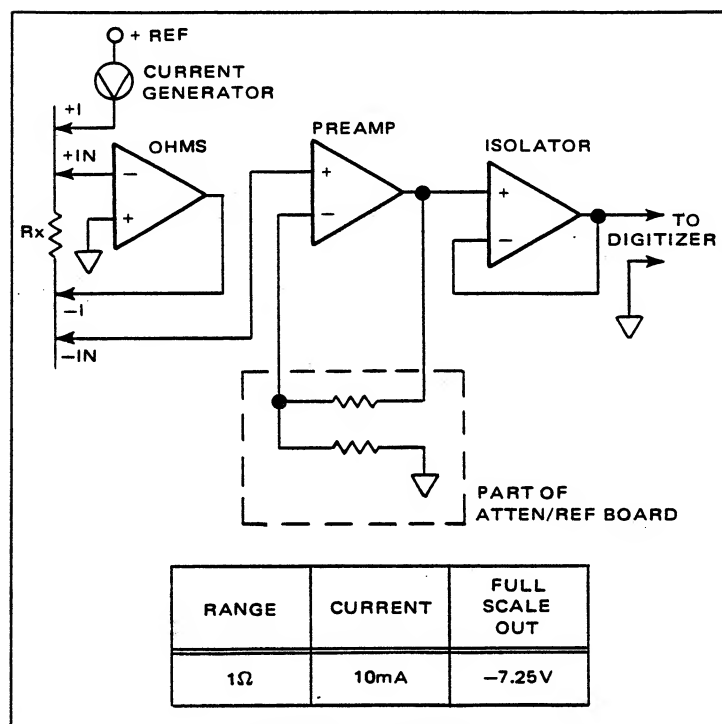 + REF
CURRENT
GENERATOR
+I
+IN
OHMS
−
+
Rx
−I
−IN
PREAMP
+
−
ISOLATOR
+
−
TO
DIGITIZER
PART OF
ATTEN/REF BOARD
RANGE
CURRENT
FULL
SCALE
OUT
1Ω
10mA
−7.25V